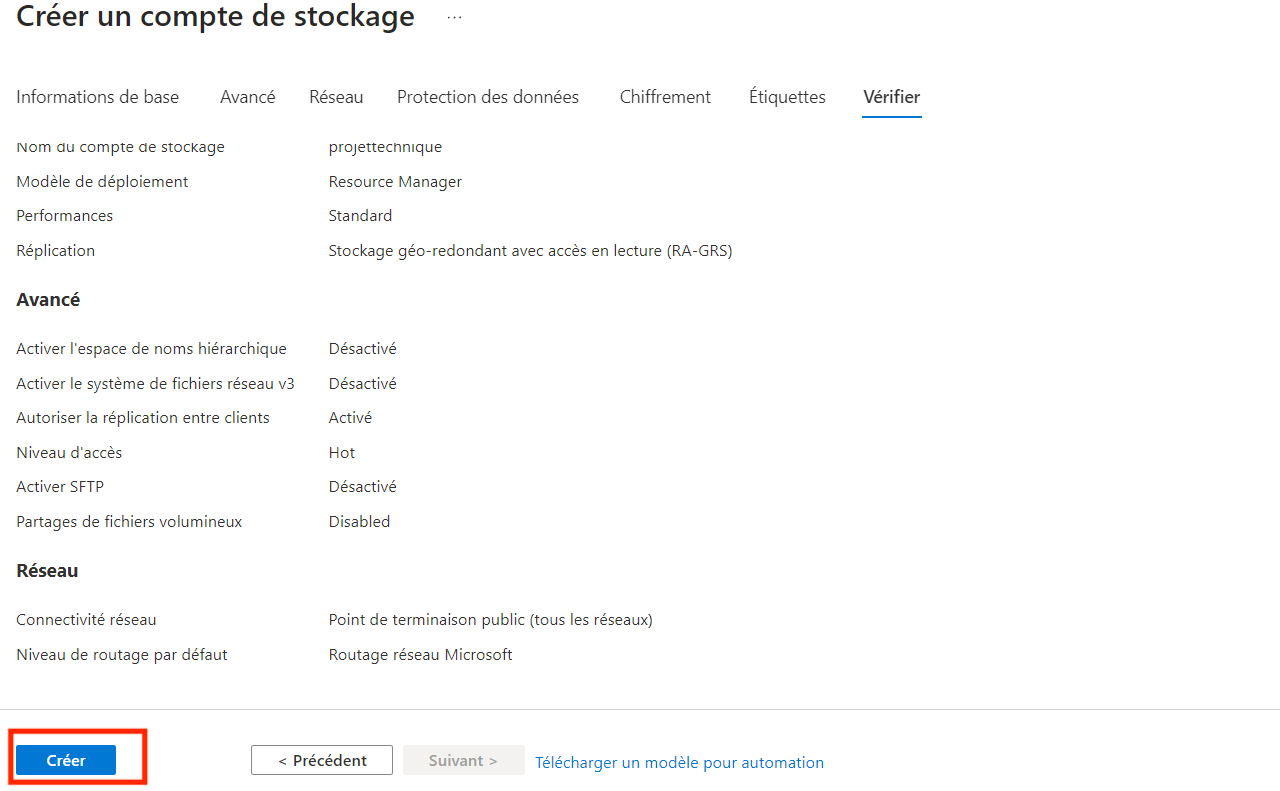 Créer un compte de stockage ...
Informations de base Avancé Réseau Protection des données Chiffrement Étiquettes Vérifier
Nom du compte de stockage projettechnique
Modèle de déploiement Resource Manager
Performances Standard
Réplication Stockage géo-redondant avec accès en lecture (RA-GRS)
Avancé
Activer l'espace de noms hiérarchique Désactivé
Activer le système de fichiers réseau v3 Désactivé
Autoriser la réplication entre clients Activé
Niveau d'accès Hot
Activer SFTP Désactivé
Partages de fichiers volumineux Disabled
Réseau
Connectivité réseau Point de terminaison public (tous les réseaux)
Niveau de routage par défaut Routage réseau Microsoft
Créer < Précédent Suivant > Télécharger un modèle pour automation